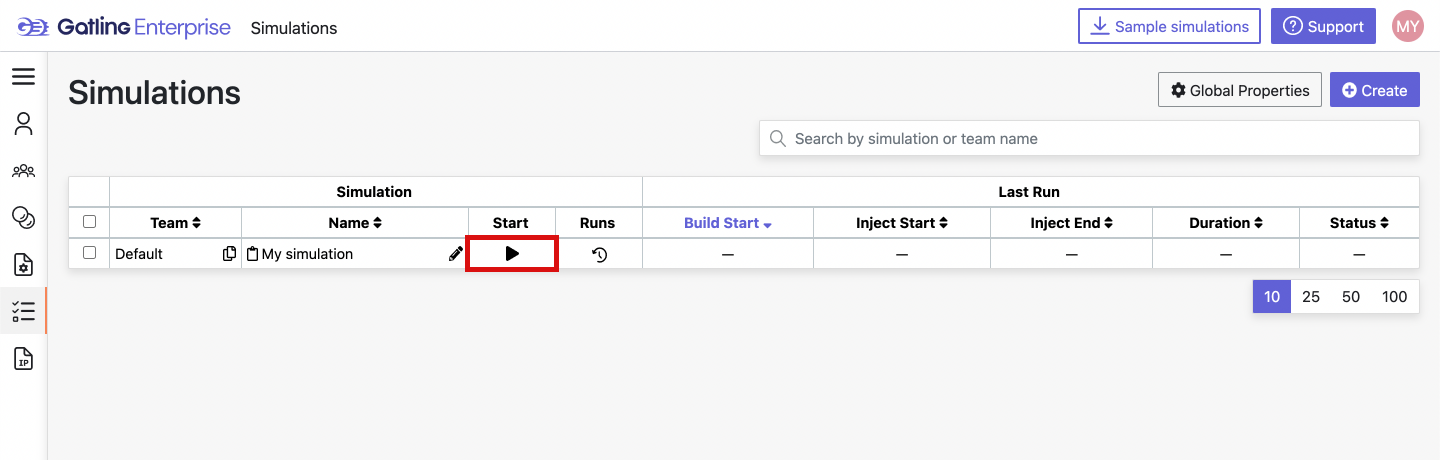 Gatling Enterprise Simulations Sample simulations Support MY
Simulations Global Properties Create
Search by simulation or team name
Simulation Last Run
Team Name Start Runs Build Start Inject Start Inject End Duration Status
Default My simulation — — — — —
10 25 50 100
IP